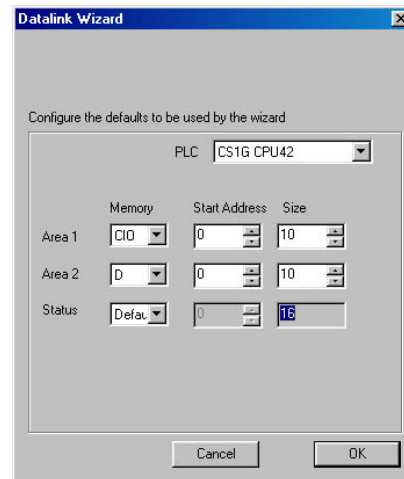 Datalink Wizard
Configure the defaults to be used by the wizard
PLC CS1G CPU42
Memory Start Address Size
Area 1 CIO 0 10
Area 2 D 0 10
Status Defau 0 16
Cancel OK